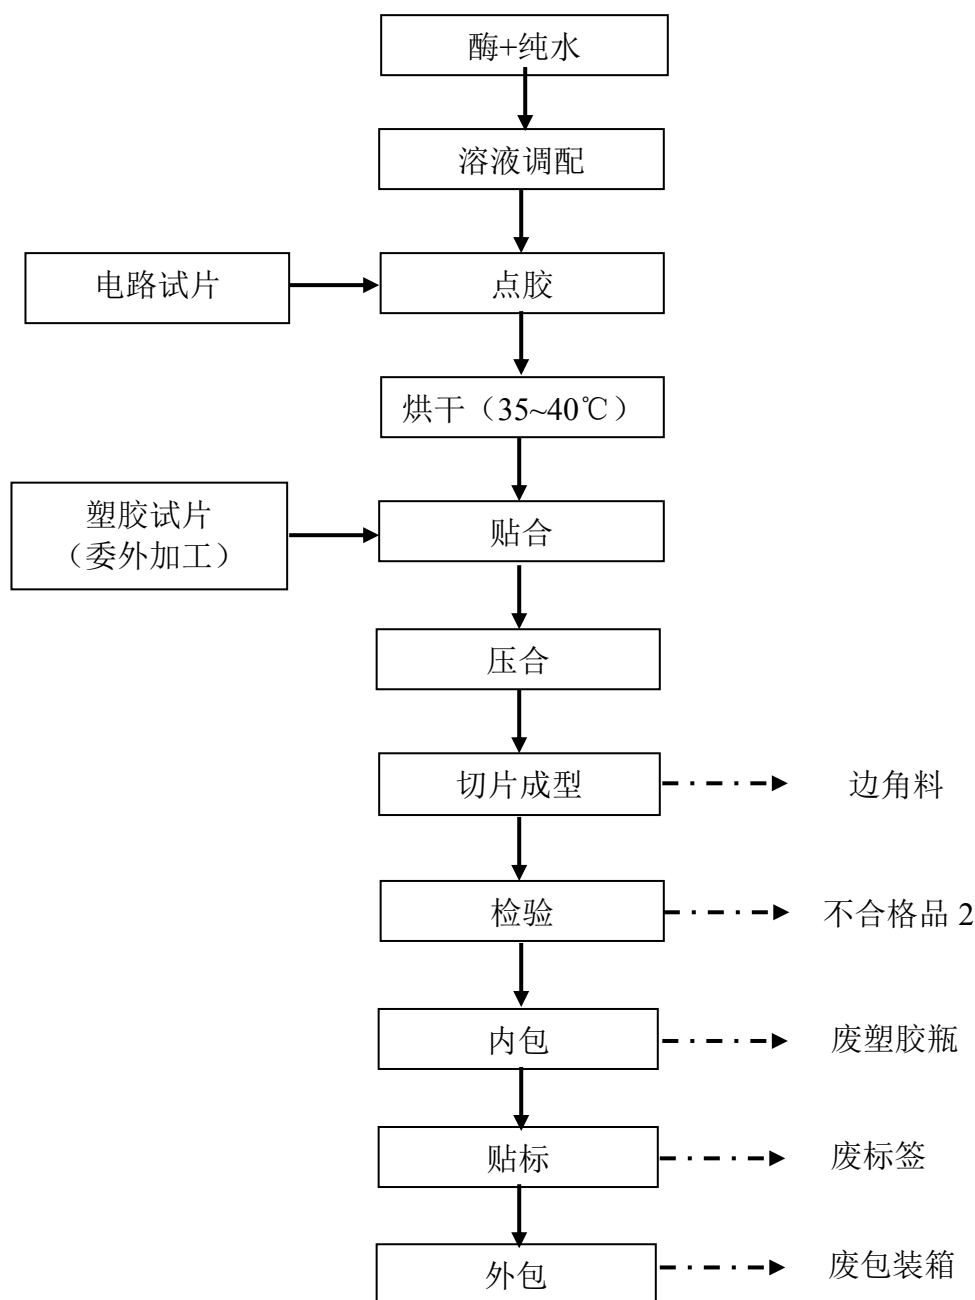 酶+纯水
溶液调配
电路试片
点胶
烘干（35~40℃）
塑胶试片
（委外加工）
贴合
压合
切片成型
边角料
检验
不合格品 2
内包
废塑胶瓶
贴标
废标签
外包
废包装箱